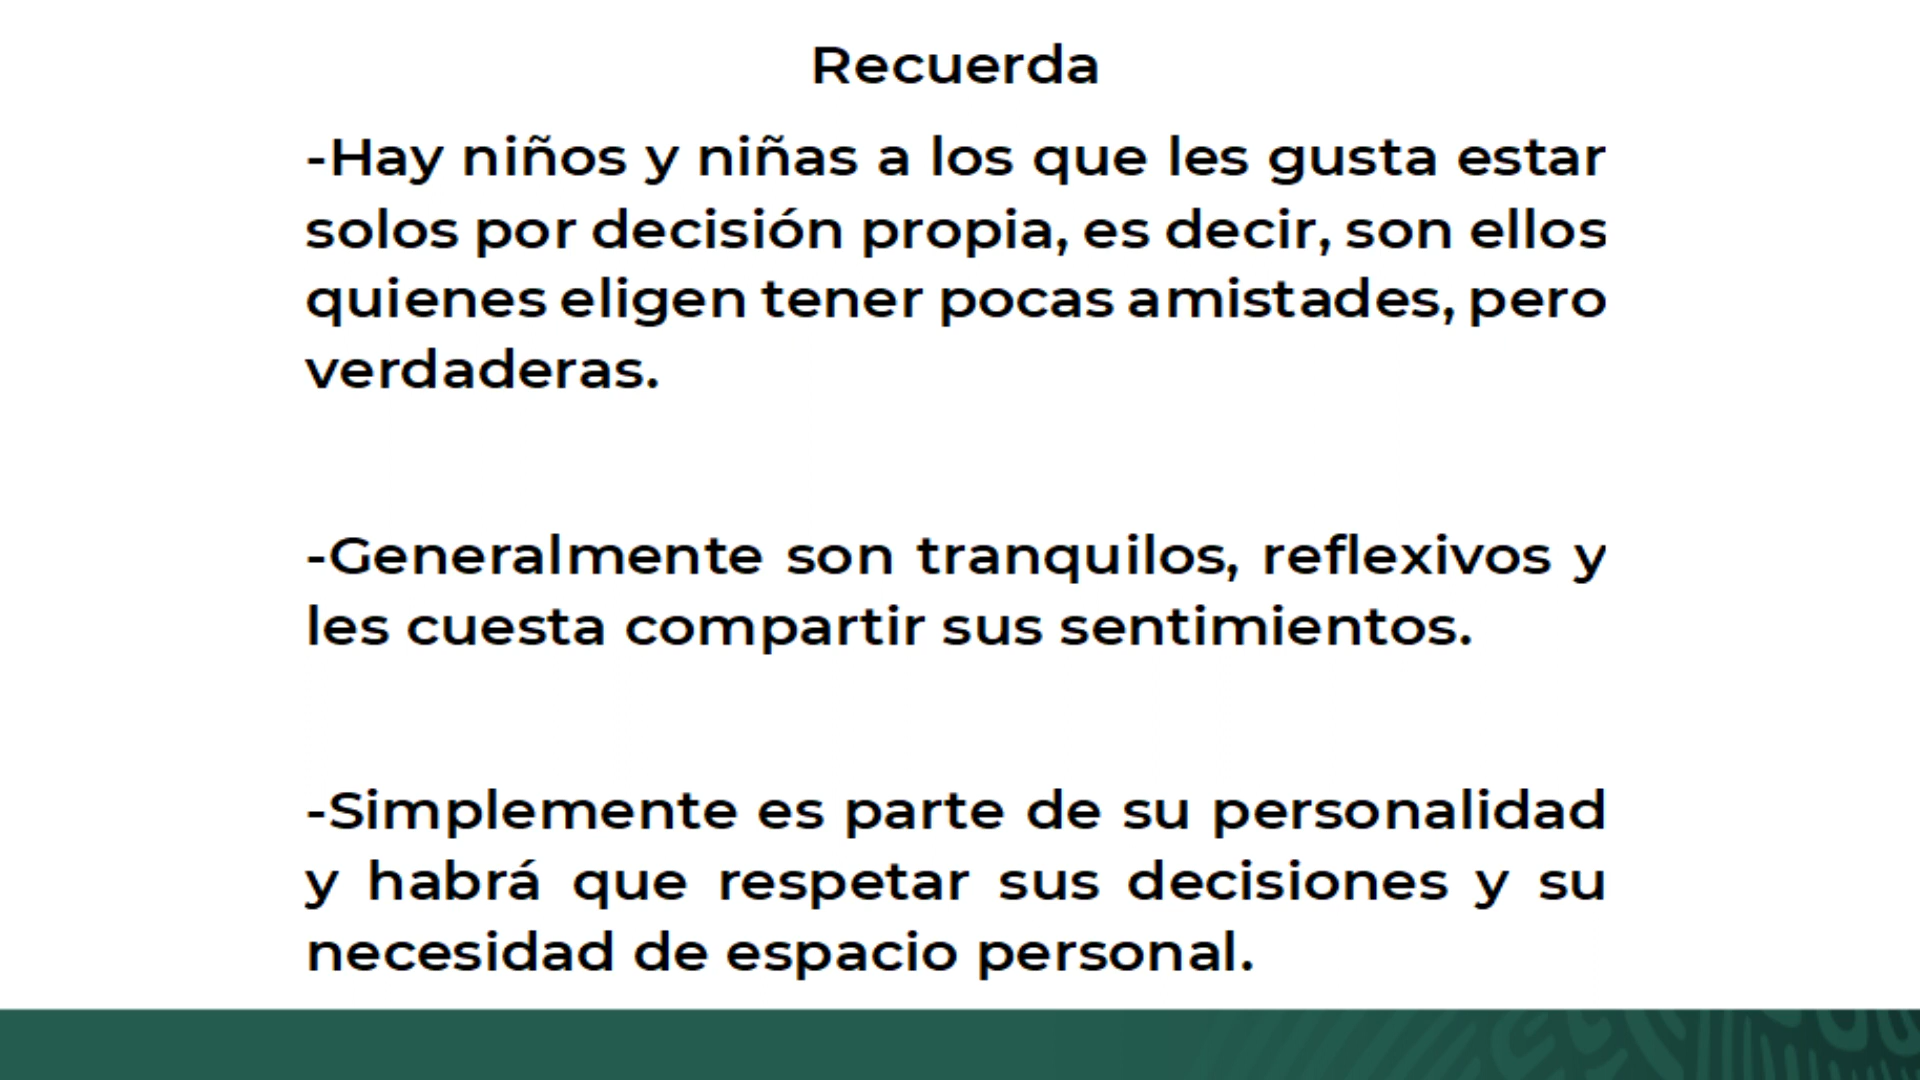 Recuerda
-Hay niños y niñas a los que les gusta estar
solos por decisión propia, es decir, son ellos
quienes eligen tener pocas amistades, pero
verdaderas.
-Generalmente son tranquilos, reflexivos y
les cuesta compartir sus sentimientos.
-Simplemente es parte de su personalidad
y habrá que respetar sus decisiones y su
necesidad de espacio personal.